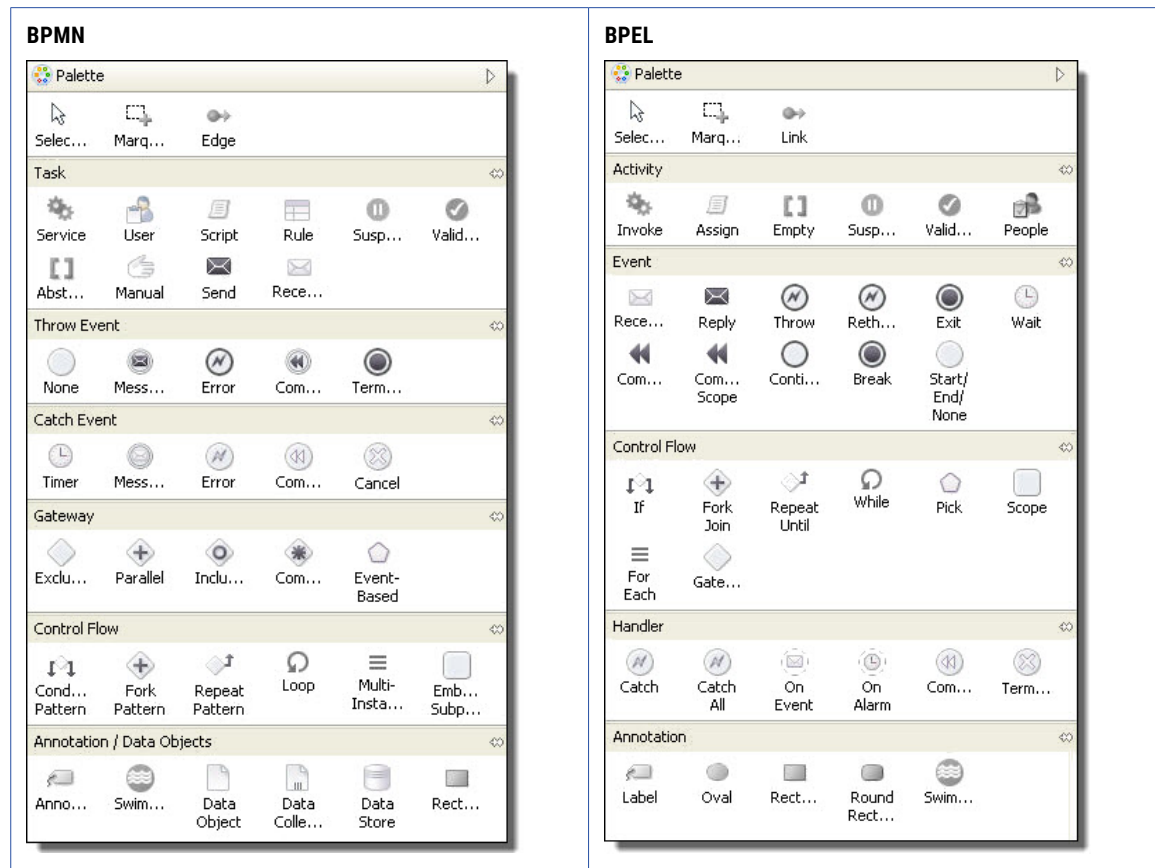 BPMN
Palette
Selec... Marq... Edge
Task
Service User Script Rule Susp... Valid...
Abst... Manual Send Rece...
Throw Event
None Mess... Error Com... Term...
Catch Event
Timer Mess... Error Com... Cancel
Gateway
Exclu... Parallel Inclu... Com... Event-
Based
Control Flow
Cond... Fork Repeat Loop Multi- Emb...
Pattern Pattern Pattern Insta... Subp...
Annotation / Data Objects
Anno... Swim... Data Data Data Rect...
Object Colle... Store
BPEL
Palette
Selec... Marq... Link
Activity
Invoke Assign Empty Susp... Valid... People
Event
Rece... Reply Throw Reth... Exit Wait
Com... Com... Conti... Break Start/
Scope End/
None
Control Flow
If Fork Repeat While Pick Scope
Join Until
For Gate...
Each
Handler
Catch Catch On On Com... Term...
All Event Alarm
Annotation
Label Oval Rect... Round Swim...
Rect...